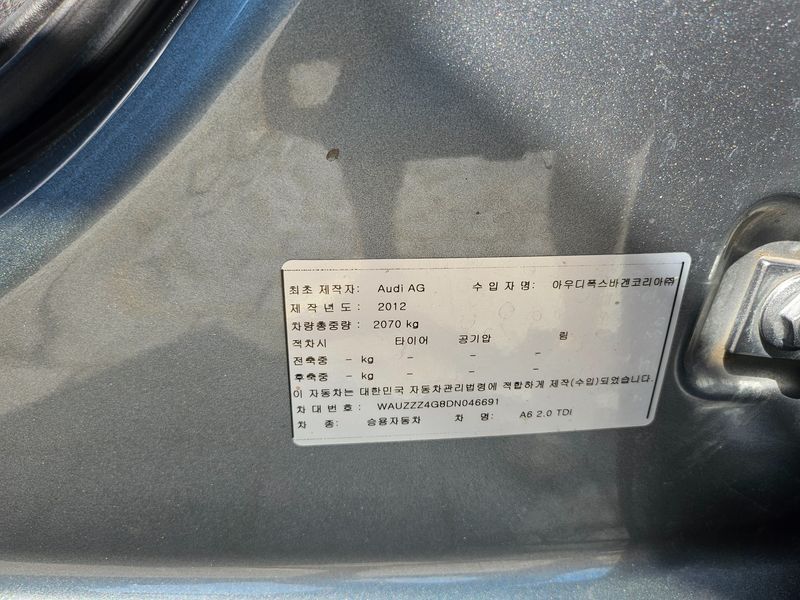 최초 제작자: Audi AG 수 입 자 명: 아우디폭스바겐코리아㈜
제 작 년 도 : 2012
차량총중량: 2070 kg
적차시 타이어 공기압 림
전축중 - kg - - -
후축중 - kg - - -
이 자동차는 대한민국 자동차관리법령에 적합하게 제작(수입)되었습니다.
차 대 번 호 : WAUZZZ4G8DN046691
차 종: 승용자동차 차 명: A6 2.0 TDI